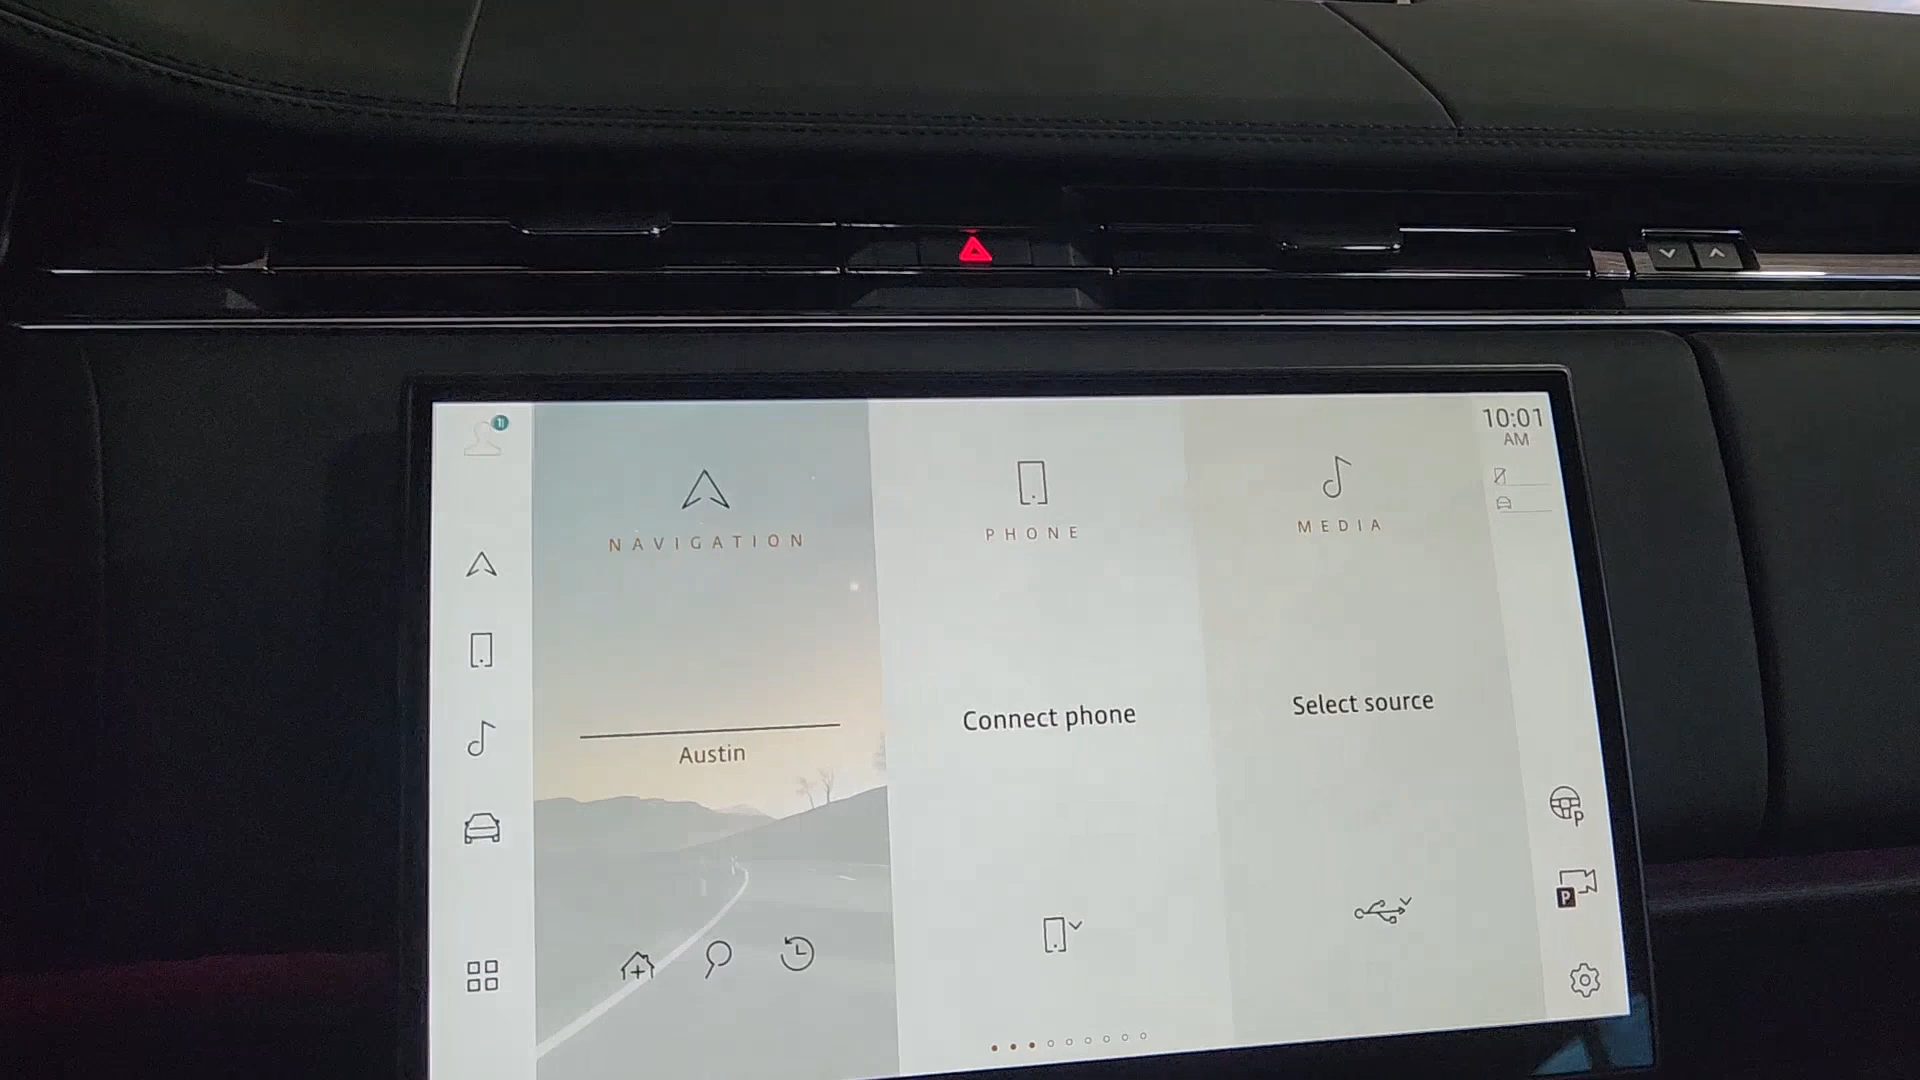 10:01
AM
NAVIGATION
PHONE
MEDIA
Connect phone
Select source
Austin
P
P